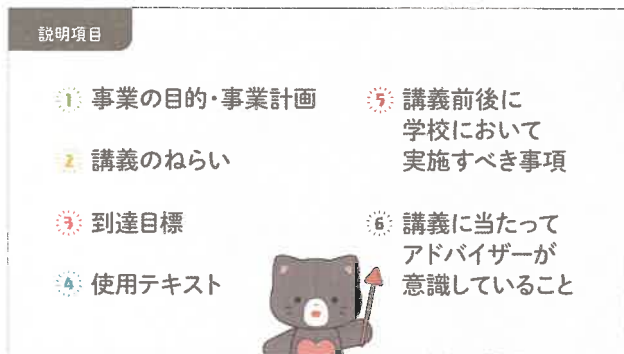 説明項目
1 事業の目的・事業計画
2 講義のねらい
3 到達目標
4 使用テキスト
5 講義前後に
学校において
実施すべき事項
6 講義に当たって
アドバイザーが
意識していること